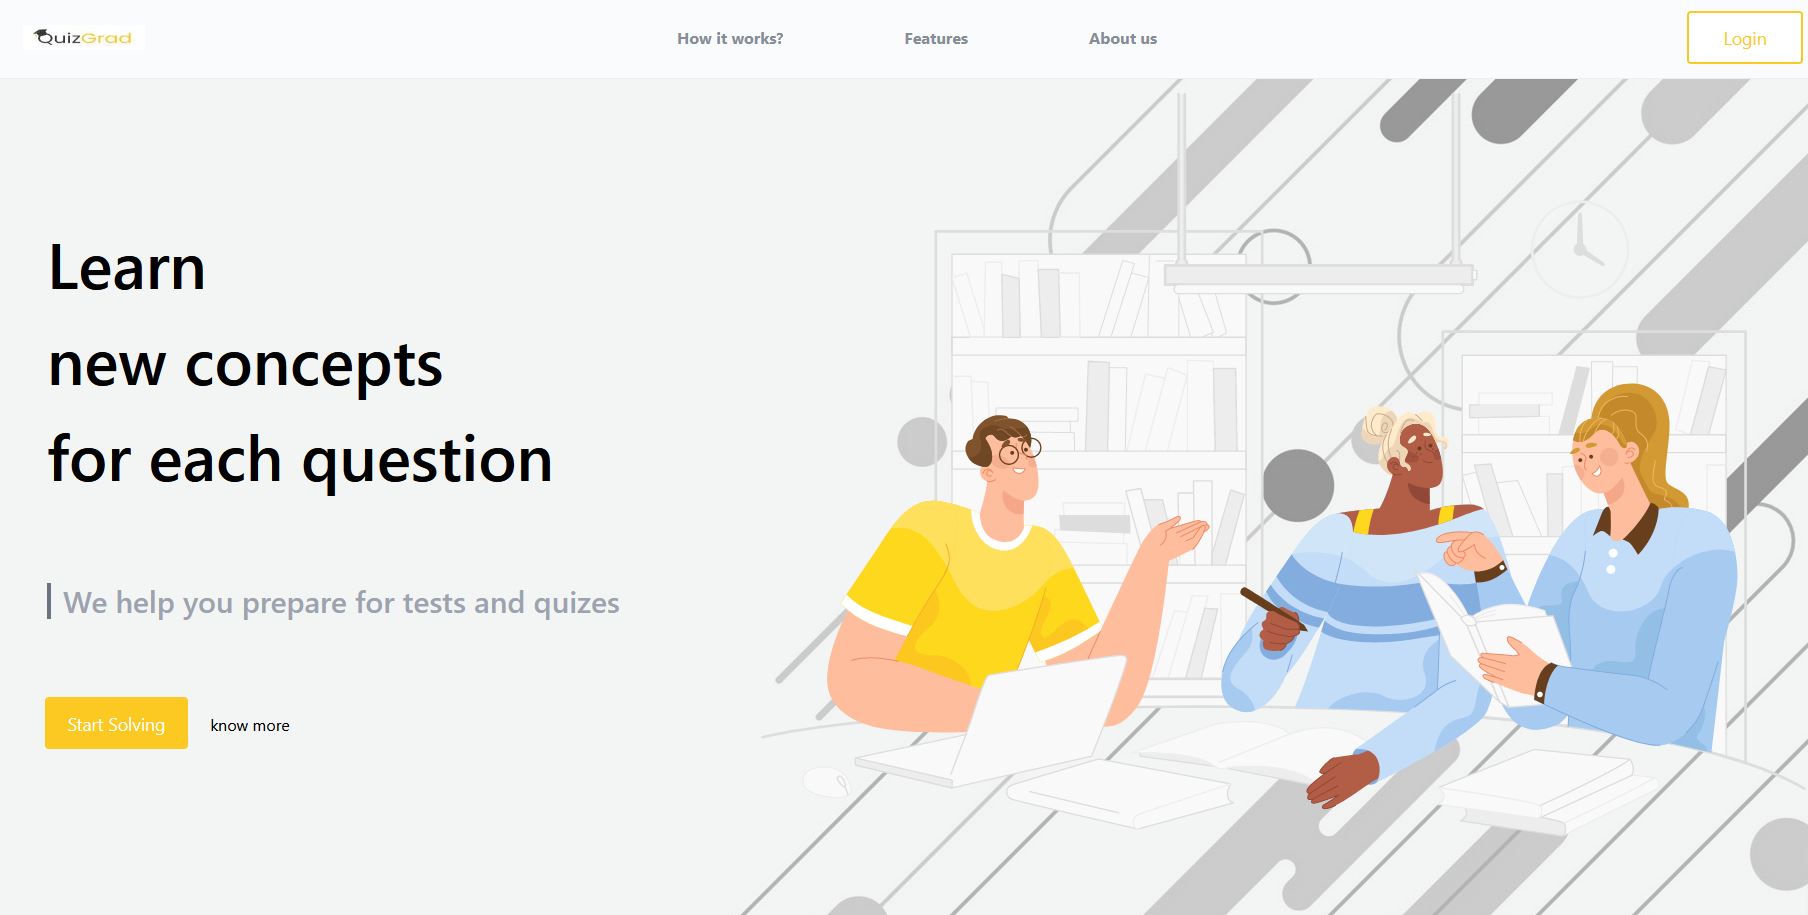 QuizGrad
How it works?
Features
About us
Login
Learn
new concepts
for each question
We help you prepare for tests and quizes
Start Solving
know more